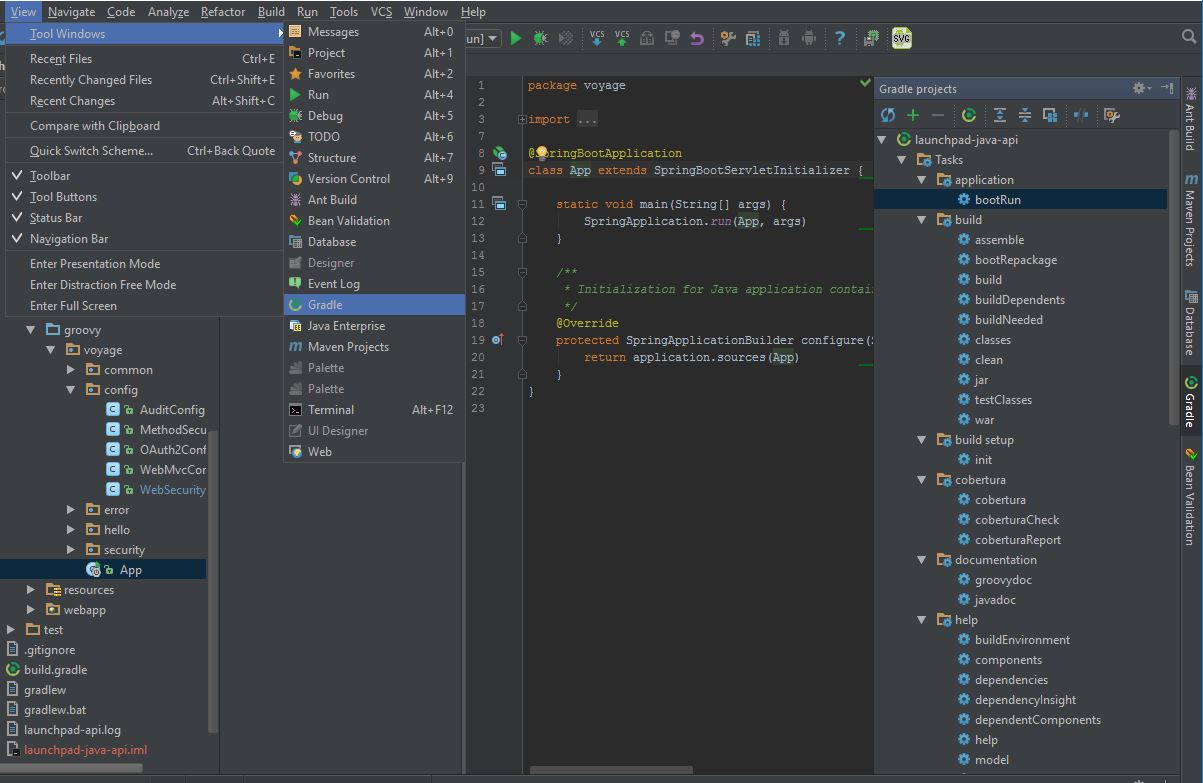 View Navigate Code Analyze Refactor Build Run Tools VCS Window Help
Tool Windows
Recent Files Ctrl+E
Recently Changed Files Ctrl+Shift+E
Recent Changes Alt+Shift+C
Compare with Clipboard
Quick Switch Scheme... Ctrl+Back Quote
Toolbar
Tool Buttons
Status Bar
Navigation Bar
Enter Presentation Mode
Enter Distraction Free Mode
Enter Full Screen
Messages Alt+0
Project Alt+1
Favorites Alt+2
Run Alt+4
Debug Alt+5
TODO Alt+6
Structure Alt+7
Version Control Alt+9
Ant Build
Bean Validation
Database
Designer
Event Log
Gradle
Java Enterprise
Maven Projects
Palette
Palette
Terminal Alt+F12
UI Designer
Web
un]
VCS VCS
?
SVG
groovy
voyage
common
config
AuditConfig
MethodSecu
OAuth2Conf
WebMvcCor
WebSecurity
error
hello
security
App
resources
webapp
test
.gitignore
build.gradle
gradlew
gradlew.bat
launchpad-api.log
launchpad-java-api.iml
1 package voyage
2
3 import ...
7
8 @SpringBootApplication
9 class App extends SpringBootServletInitializer {
10
11 static void main(String[] args) {
12 SpringApplication.run(App, args)
13 }
14
15 /**
16 * Initialization for Java application contai
17 */
18 @Override
19 protected SpringApplicationBuilder configure(S
20 return application.sources(App)
21 }
22 }
23
Gradle projects
launchpad-java-api
Tasks
application
bootRun
build
assemble
bootRepackage
build
buildDependents
buildNeeded
classes
clean
jar
testClasses
war
build setup
init
cobertura
cobertura
coberturaCheck
coberturaReport
documentation
groovydoc
javadoc
help
buildEnvironment
components
dependencies
dependencyInsight
dependentComponents
help
model
Ant Build
Maven Projects
Database
Gradle
Bean Validation